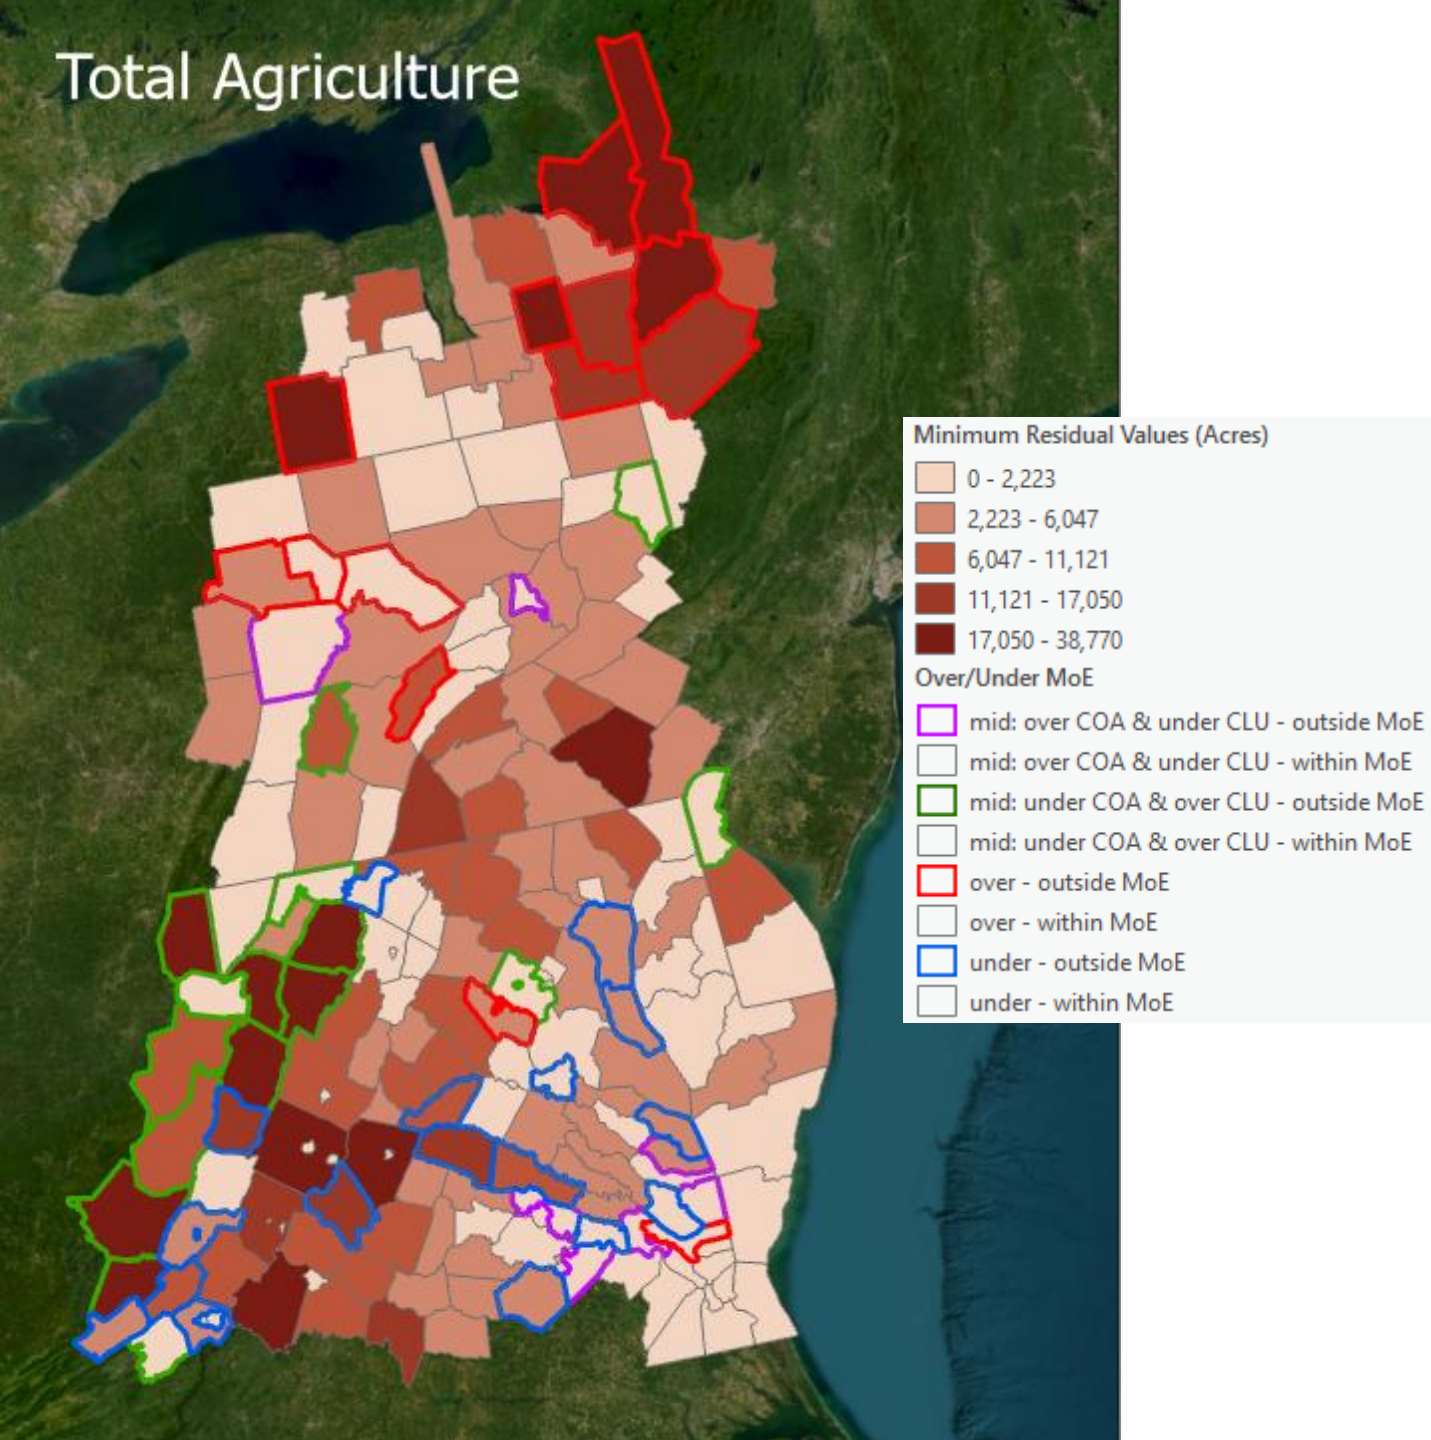 Total Agriculture
Minimum Residual Values (Acres)
0 - 2,223
2,223 - 6,047
6,047 - 11,121
11,121 - 17,050
17,050 - 38,770
Over/Under MoE
mid: over COA & under CLU - outside MoE
mid: over COA & under CLU - within MoE
mid: under COA & over CLU - outside MoE
mid: under COA & over CLU - within MoE
over - outside MoE
over - within MoE
under - outside MoE
under - within MoE